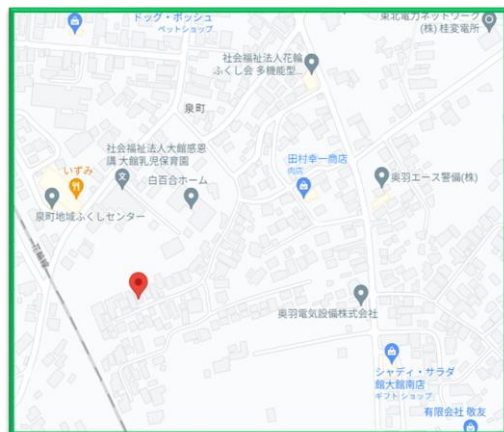 ドッグ・ポッシュ
ペットショップ
東北電力ネットワーク
(株) 桂変電所
社会福祉法人花輪
ふくし会 多機能型...
泉町
社会福祉法人大館感恩
講 大館乳児保育園
いずみ
白百合ホーム
田村幸一商店
肉店
奥羽エース警備(株)
泉町地域ふくしセンター
花輪線
奥羽電気設備株式会社
シャディ・サラダ
館大館南店
ギフト ショップ
有限会社 敬友